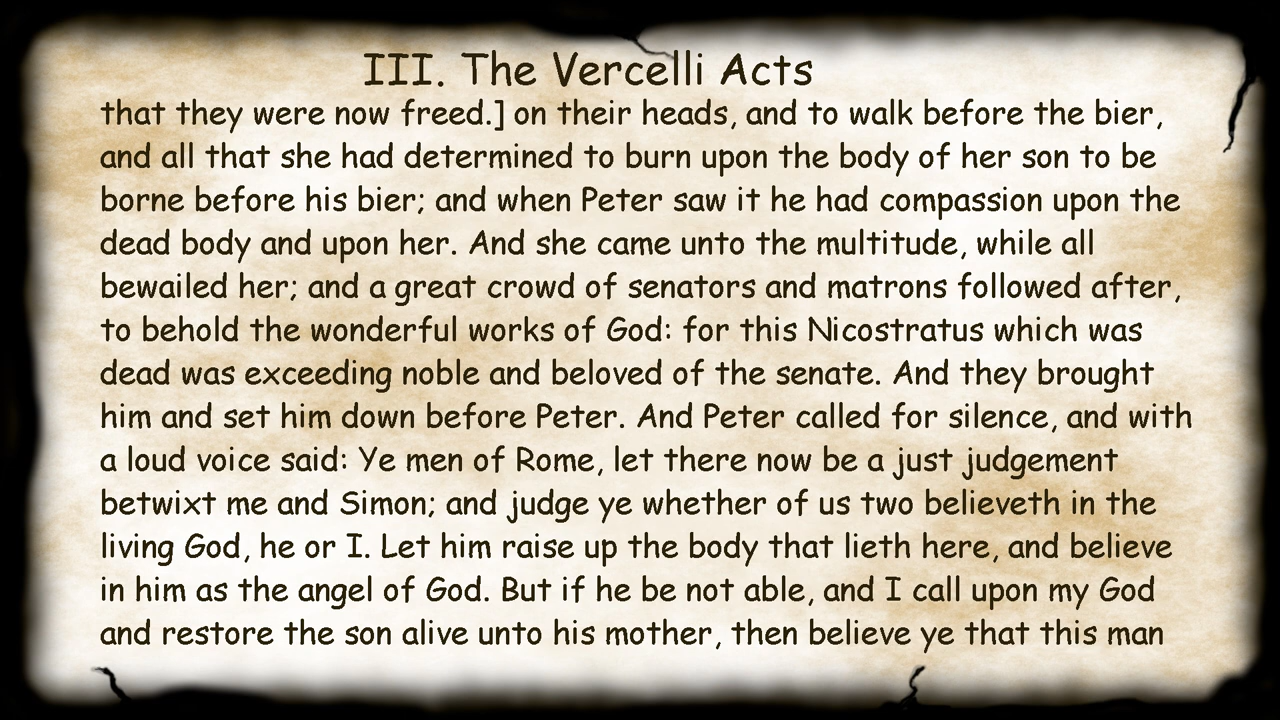 III. The Vercelli Acts
that they were now freed.] on their heads, and to walk before the bier,
and all that she had determined to burn upon the body of her son to be
borne before his bier; and when Peter saw it he had compassion upon the
dead body and upon her. And she came unto the multitude, while all
bewailed her; and a great crowd of senators and matrons followed after,
to behold the wonderful works of God: for this Nicostratus which was
dead was exceeding noble and beloved of the senate. And they brought
him and set him down before Peter. And Peter called for silence, and with
a loud voice said: Ye men of Rome, let there now be a just judgement
betwixt me and Simon; and judge ye whether of us two believeth in the
living God, he or I. Let him raise up the body that lieth here, and believe
in him as the angel of God. But if he be not able, and I call upon my God
and restore the son alive unto his mother, then believe ye that this man